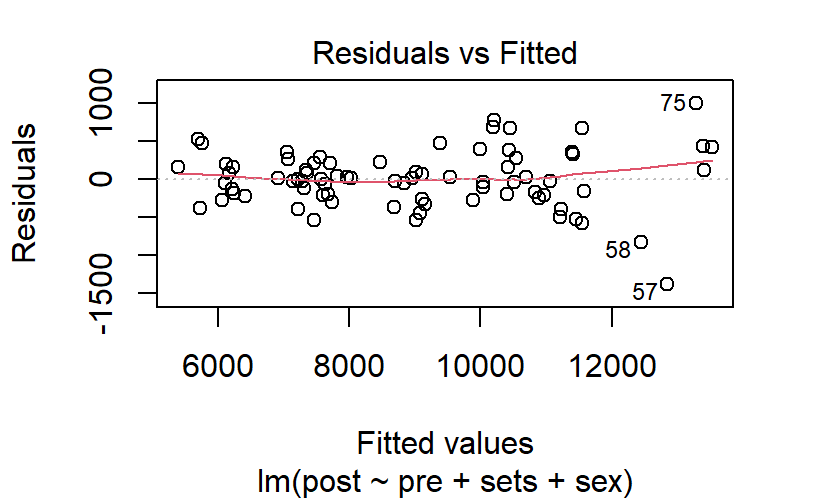 Residuals vs Fitted
Residuals
1000
0
-1500
75
58
57
6000 8000 10000 12000
Fitted values
lm(post ~ pre + sets + sex)